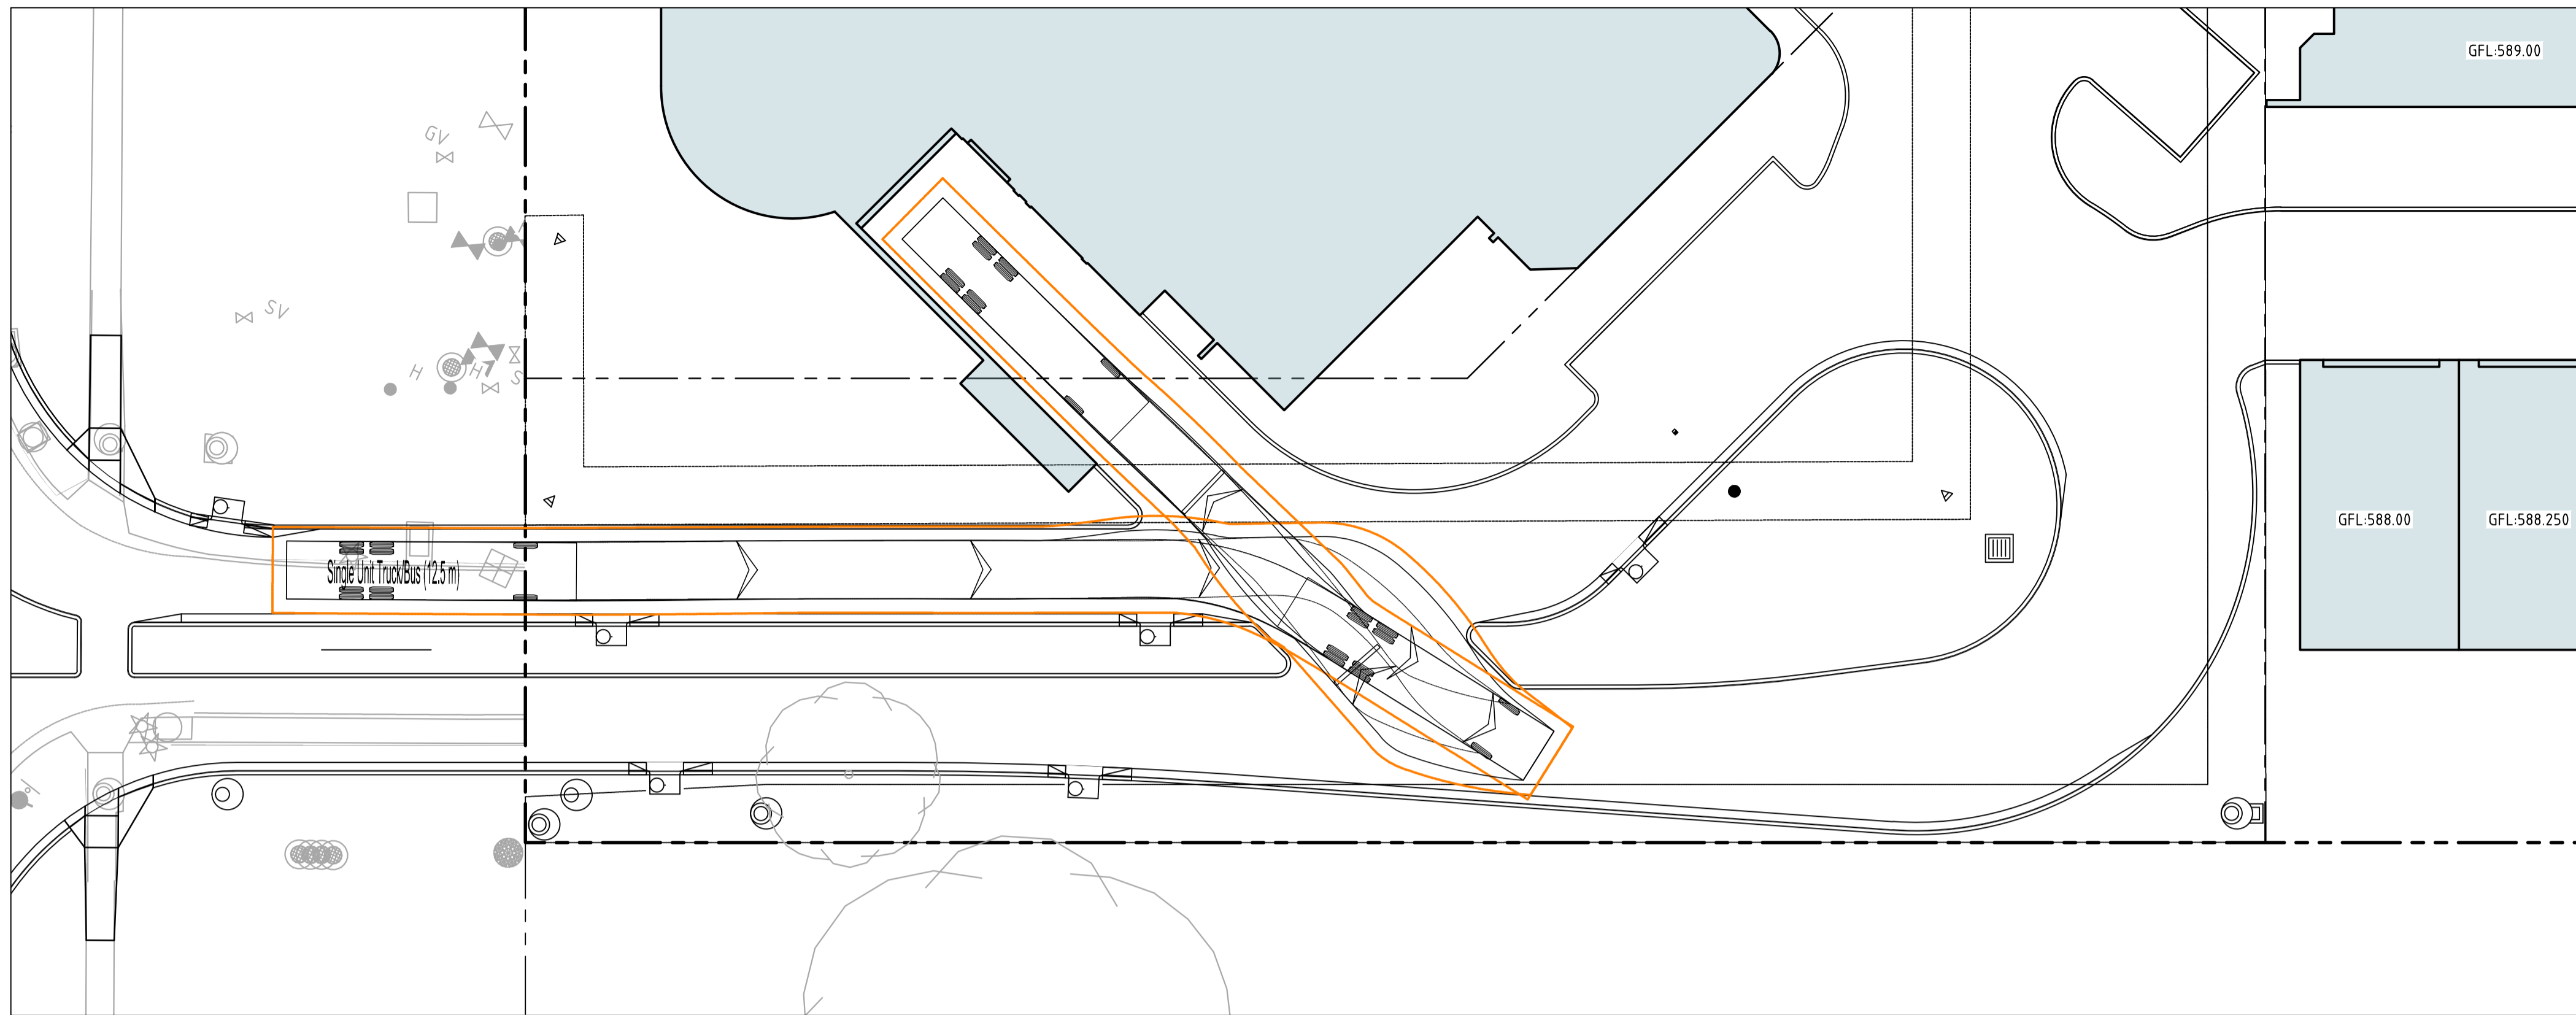 GFL:589.00
GV
SV
H
H
S
GFL:588.00
GFL:588.250
Single Unit Truck/Bus (12.5 m)